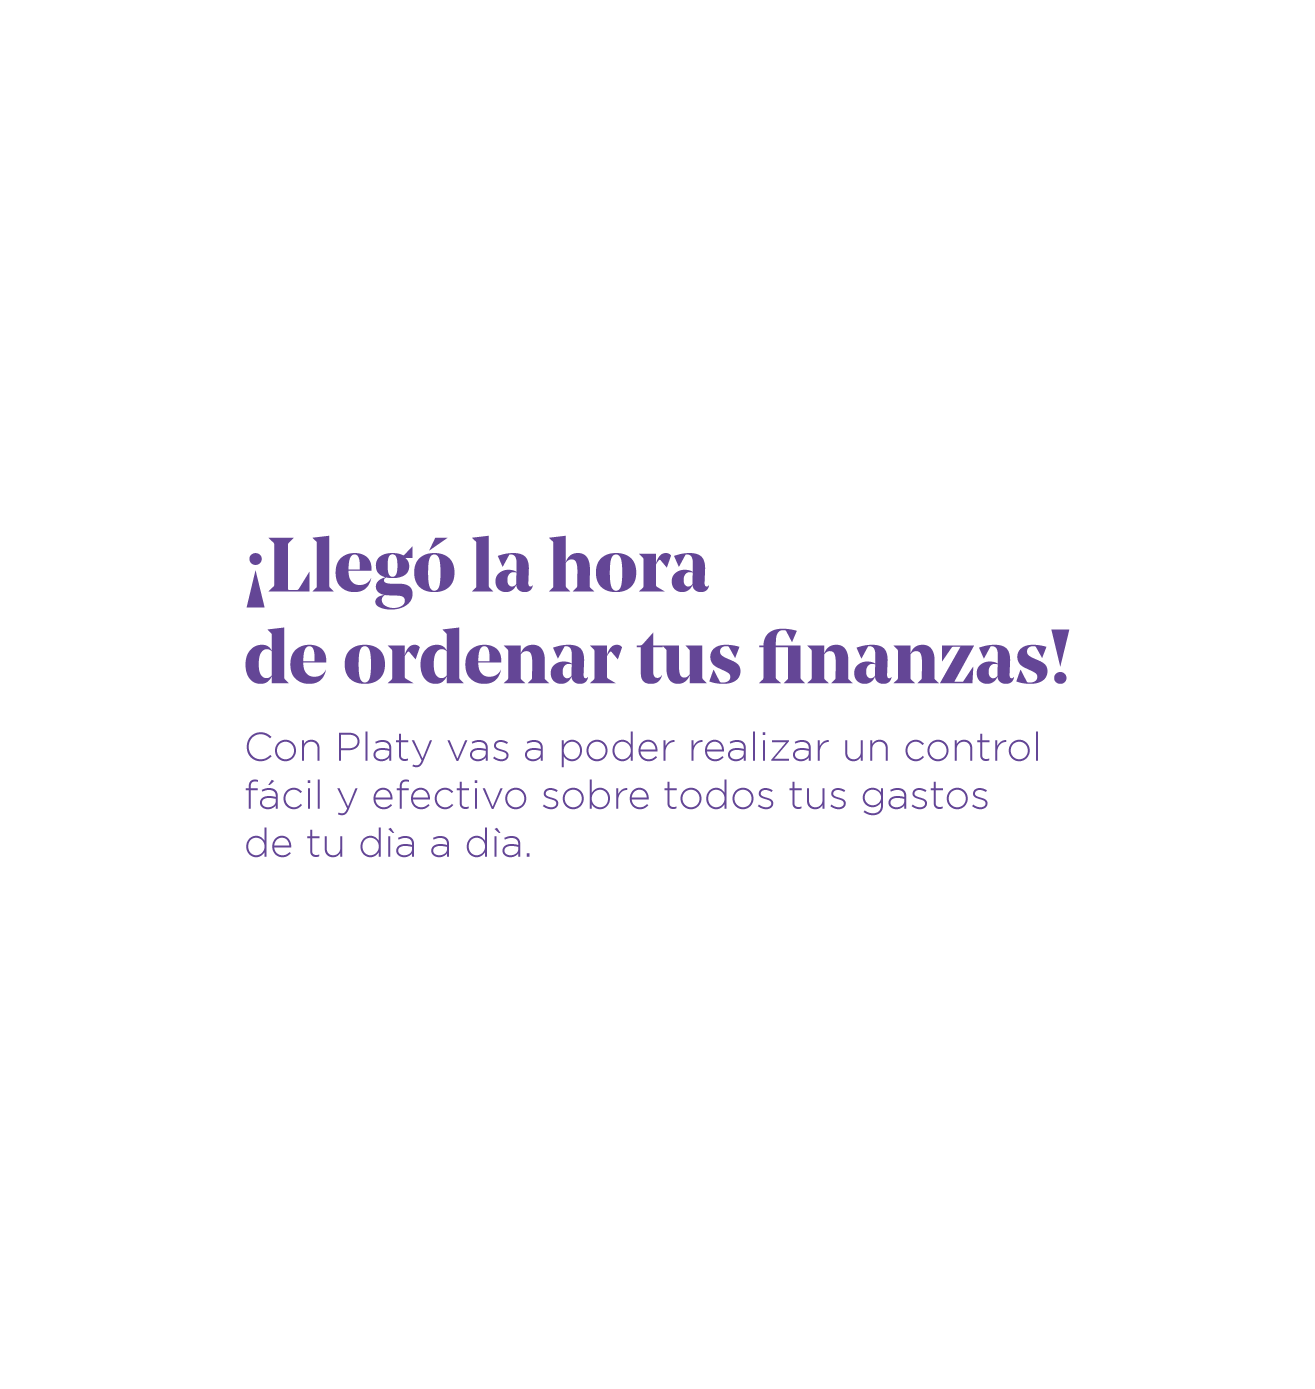 ¡Llegó la hora
de ordenar tus finanzas!
Con Platy vas a poder realizar un control
fácil y efectivo sobre todos tus gastos
de tu dìa a dìa.